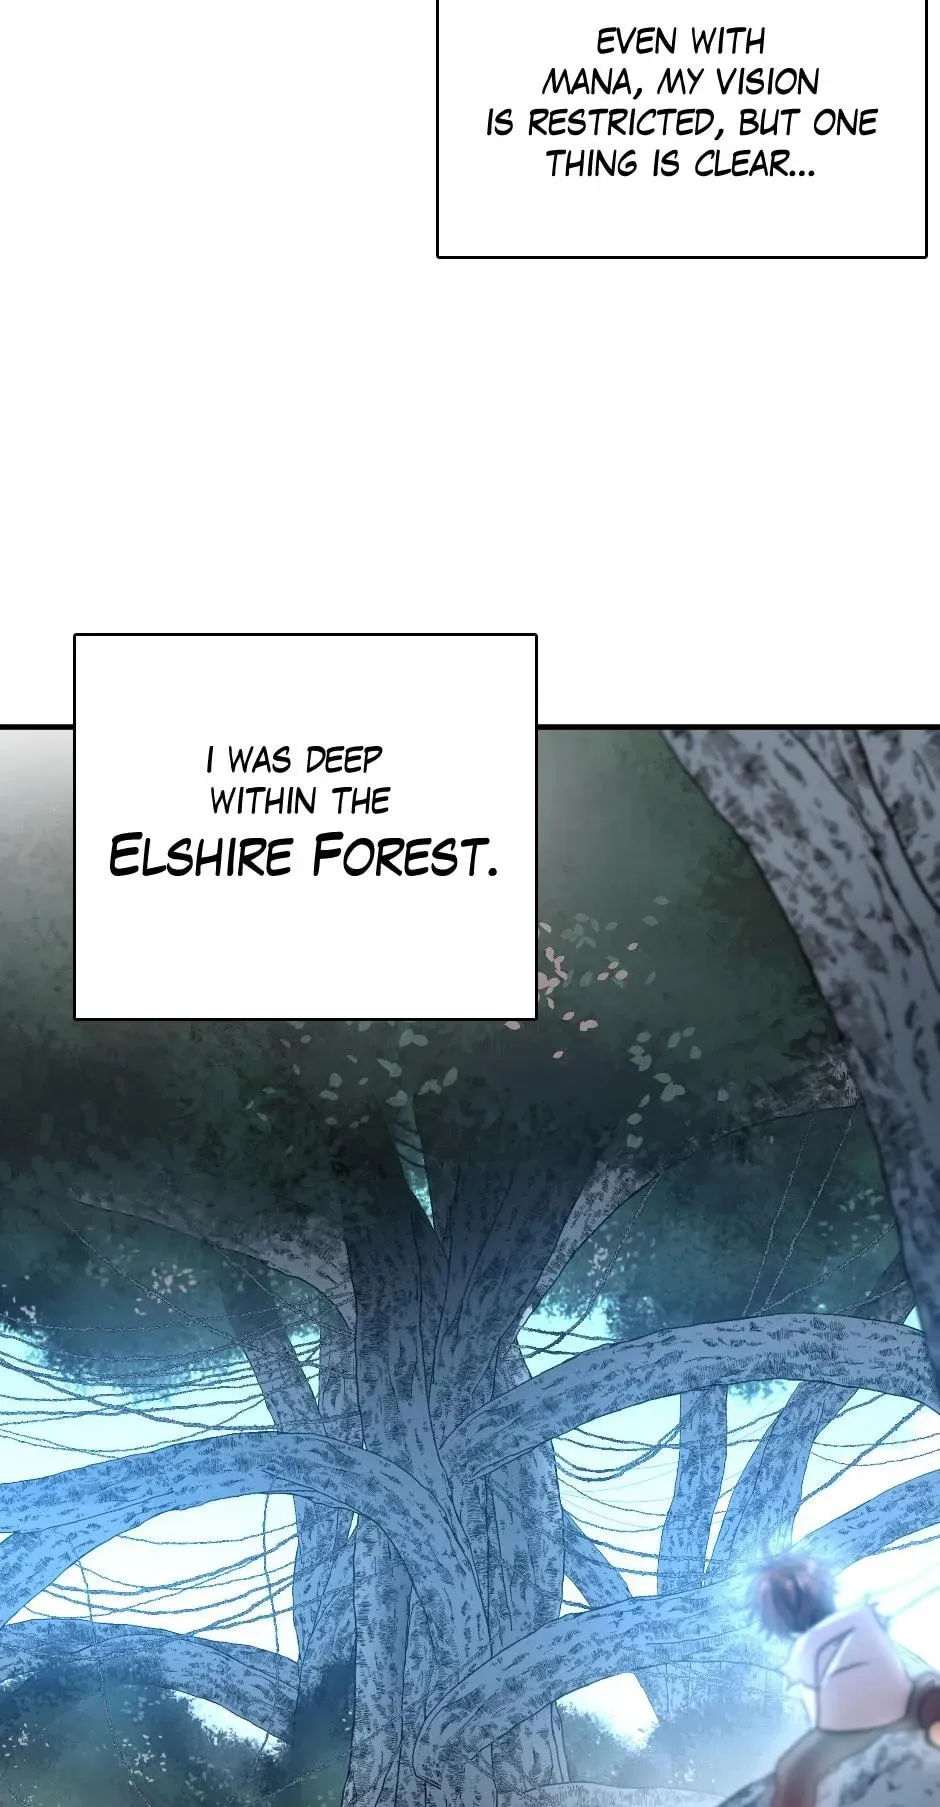 EVEN WITH
MANA, MY VISION
IS RESTRICTED, BUT ONE
THING IS CLEAR...
I WAS DEEP
WITHIN THE
ELSHIRE FOREST.